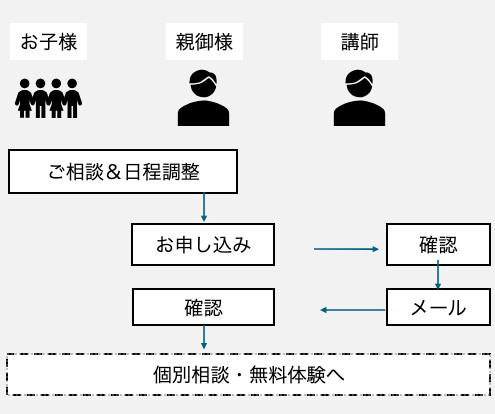 お子様
親御様
講師
ご相談＆日程調整
お申し込み
確認
確認
メール
個別相談・無料体験へ